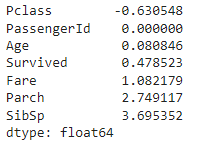 Pclass -0.630548
PassengerId 0.000000
Age 0.080846
Survived 0.478523
Fare 1.082179
Parch 2.749117
SibSp 3.695352
dtype: float64